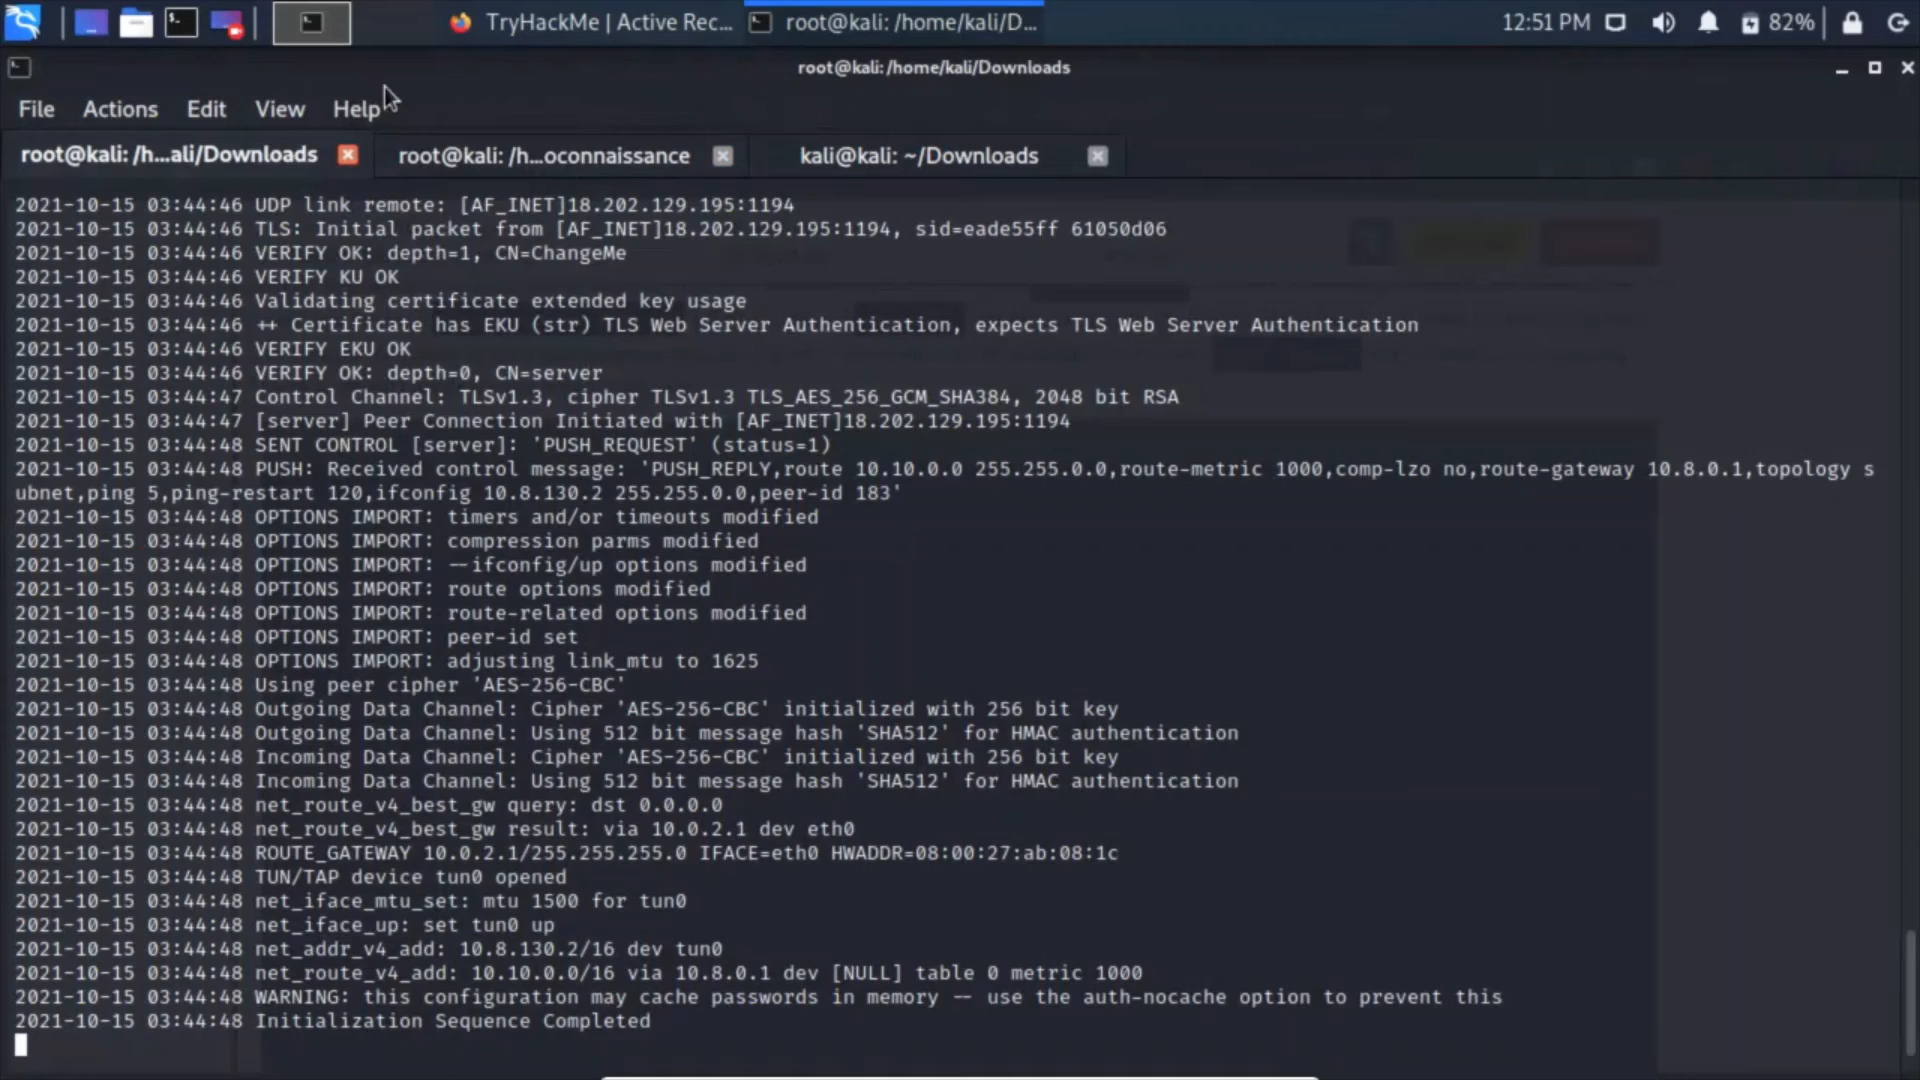 TryHackMe | Active Rec...
root@kali: /home/kali/D...
12:51 PM
82%
root@kali: /home/kali/Downloads
File Actions Edit View Help
root@kali: /h...ali/Downloads
root@kali: /h...oconnaissance
kali@kali: ~/Downloads
2021-10-15 03:44:46 UDP link remote: [AF_INET]18.202.129.195:1194
2021-10-15 03:44:46 TLS: Initial packet from [AF_INET]18.202.129.195:1194, sid=eade55ff 61050d06
2021-10-15 03:44:46 VERIFY OK: depth=1, CN=ChangeMe
2021-10-15 03:44:46 VERIFY KU OK
2021-10-15 03:44:46 Validating certificate extended key usage
2021-10-15 03:44:46 ++ Certificate has EKU (str) TLS Web Server Authentication, expects TLS Web Server Authentication
2021-10-15 03:44:46 VERIFY EKU OK
2021-10-15 03:44:46 VERIFY OK: depth=0, CN=server
2021-10-15 03:44:47 Control Channel: TLSv1.3, cipher TLSv1.3 TLS_AES_256_GCM_SHA384, 2048 bit RSA
2021-10-15 03:44:47 [server] Peer Connection Initiated with [AF_INET]18.202.129.195:1194
2021-10-15 03:44:48 SENT CONTROL [server]: 'PUSH_REQUEST' (status=1)
2021-10-15 03:44:48 PUSH: Received control message: 'PUSH_REPLY,route 10.10.0.0 255.255.0.0,route-metric 1000,comp-lzo no,route-gateway 10.8.0.1,topology s
ubnet,ping 5,ping-restart 120,ifconfig 10.8.130.2 255.255.0.0,peer-id 183'
2021-10-15 03:44:48 OPTIONS IMPORT: timers and/or timeouts modified
2021-10-15 03:44:48 OPTIONS IMPORT: compression parms modified
2021-10-15 03:44:48 OPTIONS IMPORT: --ifconfig/up options modified
2021-10-15 03:44:48 OPTIONS IMPORT: route options modified
2021-10-15 03:44:48 OPTIONS IMPORT: route-related options modified
2021-10-15 03:44:48 OPTIONS IMPORT: peer-id set
2021-10-15 03:44:48 OPTIONS IMPORT: adjusting link_mtu to 1625
2021-10-15 03:44:48 Using peer cipher 'AES-256-CBC'
2021-10-15 03:44:48 Outgoing Data Channel: Cipher 'AES-256-CBC' initialized with 256 bit key
2021-10-15 03:44:48 Outgoing Data Channel: Using 512 bit message hash 'SHA512' for HMAC authentication
2021-10-15 03:44:48 Incoming Data Channel: Cipher 'AES-256-CBC' initialized with 256 bit key
2021-10-15 03:44:48 Incoming Data Channel: Using 512 bit message hash 'SHA512' for HMAC authentication
2021-10-15 03:44:48 net_route_v4_best_gw query: dst 0.0.0.0
2021-10-15 03:44:48 net_route_v4_best_gw result: via 10.0.2.1 dev eth0
2021-10-15 03:44:48 ROUTE_GATEWAY 10.0.2.1/255.255.255.0 IFACE=eth0 HWADDR=08:00:27:ab:08:1c
2021-10-15 03:44:48 TUN/TAP device tun0 opened
2021-10-15 03:44:48 net_iface_mtu_set: mtu 1500 for tun0
2021-10-15 03:44:48 net_iface_up: set tun0 up
2021-10-15 03:44:48 net_addr_v4_add: 10.8.130.2/16 dev tun0
2021-10-15 03:44:48 net_route_v4_add: 10.10.0.0/16 via 10.8.0.1 dev [NULL] table 0 metric 1000
2021-10-15 03:44:48 WARNING: this configuration may cache passwords in memory -- use the auth-nocache option to prevent this
2021-10-15 03:44:48 Initialization Sequence Completed